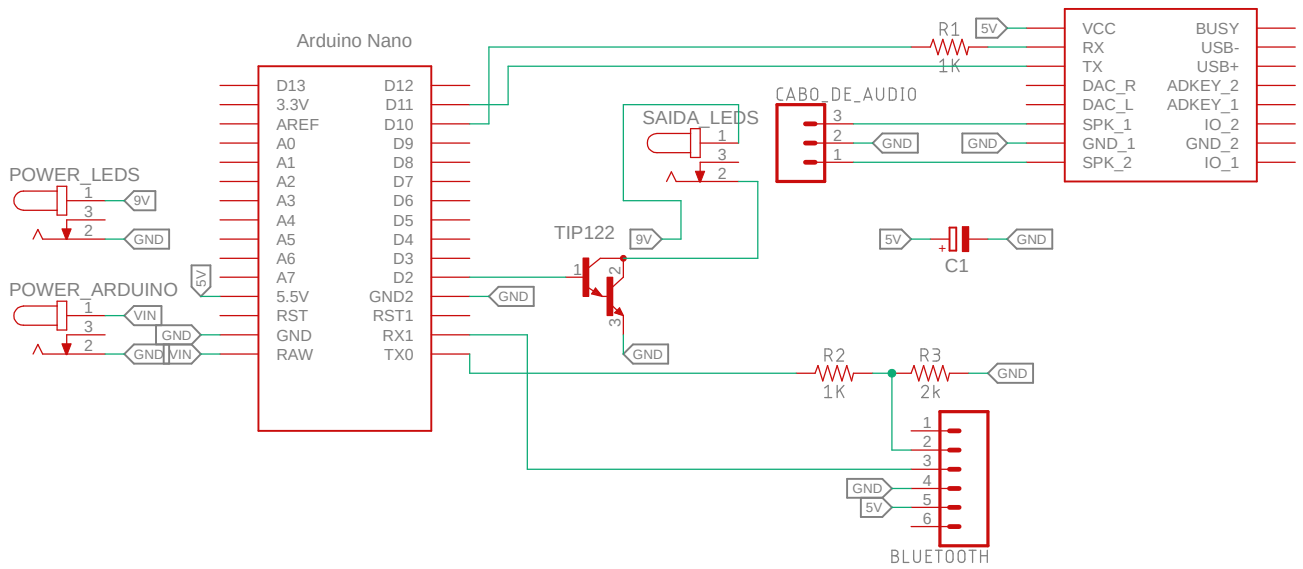 Arduino Nano
D13
3.3V
AREF
A0
A1
A2
A3
A4
A5
A6
A7
5.5V
RST
GND
RAW
D12
D11
D10
D9
D8
D7
D6
D5
D4
D3
D2
GND2
RST1
RX1
TX0
POWER_LEDS
1
3
2
9V
GND
POWER_ARDUINO
1
3
2
VIN
GND
5V
GND
VIN
GND
TIP122
1
2
3
GND
9V
SAIDA_LEDS
1
3
2
R1
1K
5V
CABO_DE_AUDIO
3
2
1
GND
GND
VCC
RX
TX
DAC_R
DAC_L
SPK_1
GND_1
SPK_2
BUSY
USB-
USB+
ADKEY_2
ADKEY_1
IO_2
GND_2
IO_1
5V
+
GND
C1
R2
1K
R3
2k
GND
1
2
3
4
5
6
GND
5V
BLUETOOTH